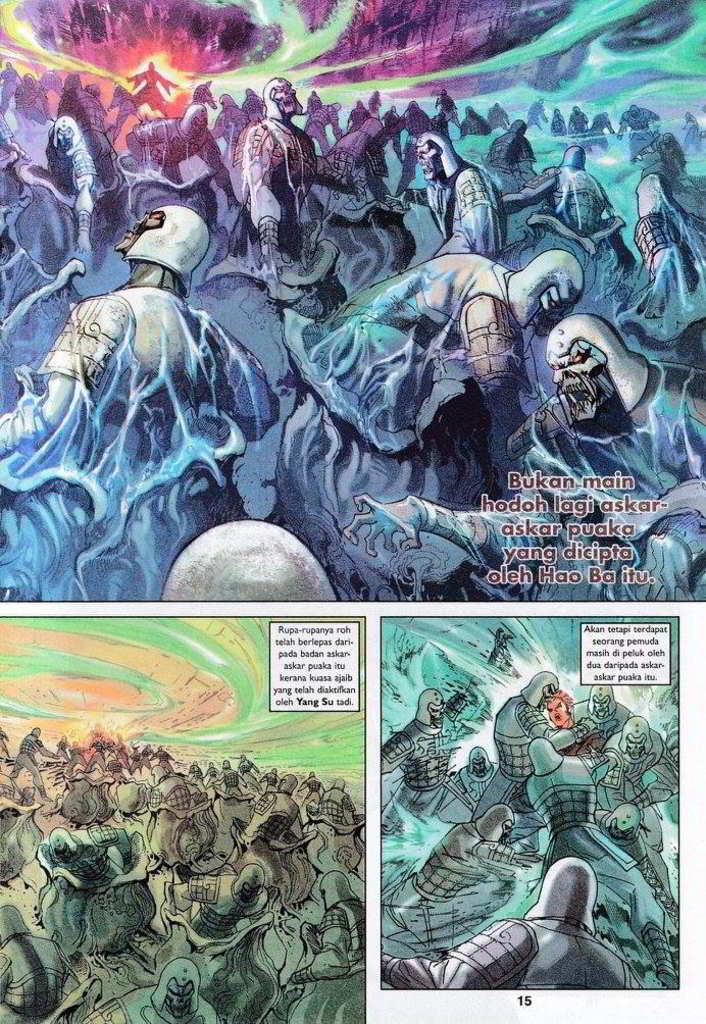 Bukan main
hodoh lagi askar-
askar puaka
yang dicipta
oleh Hao Ba itu.
Rupa-rupanya roh
telah berlepas dari-
pada badan askar-
askar puaka itu
kerana kuasa ajaib
yang telah diaktifkan
oleh Yang Su tadi.
Akan tetapi terdapat
seorang pemuda
masih di peluk oleh
dua daripada askar-
askar puaka itu.
15